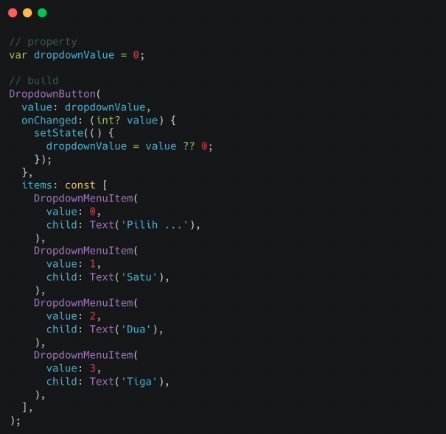 // property
var dropdownValue = 0;

// build
DropdownButton(
  value: dropdownValue,
  onChanged: (int? value) {
    setState(() {
      dropdownValue = value ?? 0;
    });
  },
  items: const [
    DropdownMenuItem(
      value: 0,
      child: Text('Pilih ...'),
    ),
    DropdownMenuItem(
      value: 1,
      child: Text('Satu'),
    ),
    DropdownMenuItem(
      value: 2,
      child: Text('Dua'),
    ),
    DropdownMenuItem(
      value: 3,
      child: Text('Tiga'),
    ),
  ],
);